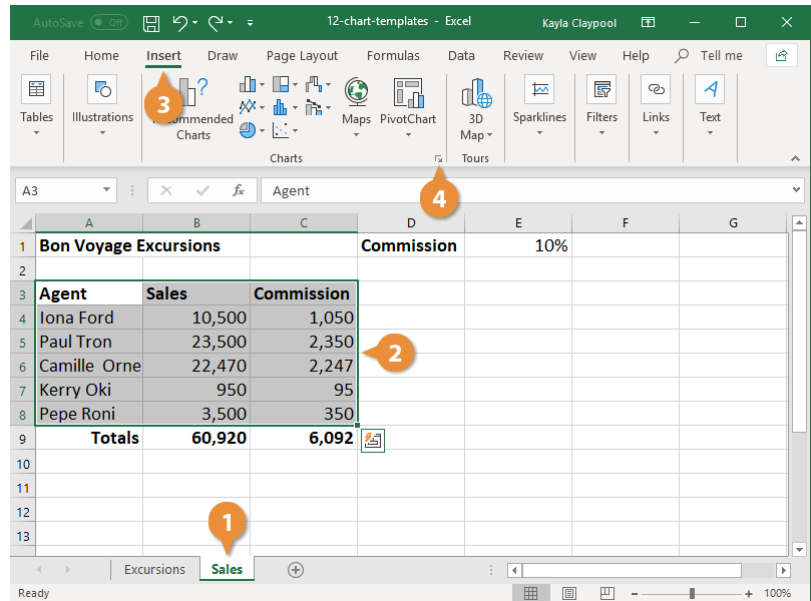 AutoSave Off 12-chart-templates - Excel Kayla Claypool
File Home Insert Draw Page Layout Formulas Data Review View Help Tell me
Tables Illustrations Recommended Charts Maps PivotChart 3D Map Sparklines Filters Links Text
3
Charts Tours
4
A3 fx Agent
A B C D E F G
1 Bon Voyage Excursions Commission 10%
2
3 Agent Sales Commission
4 Iona Ford 10,500 1,050
5 Paul Tron 23,500 2,350
2
6 Camille Orne 22,470 2,247
7 Kerry Oki 950 95
8 Pepe Roni 3,500 350
9 Totals 60,920 6,092
10
11
12
13
1
Excursions Sales
Ready 100%